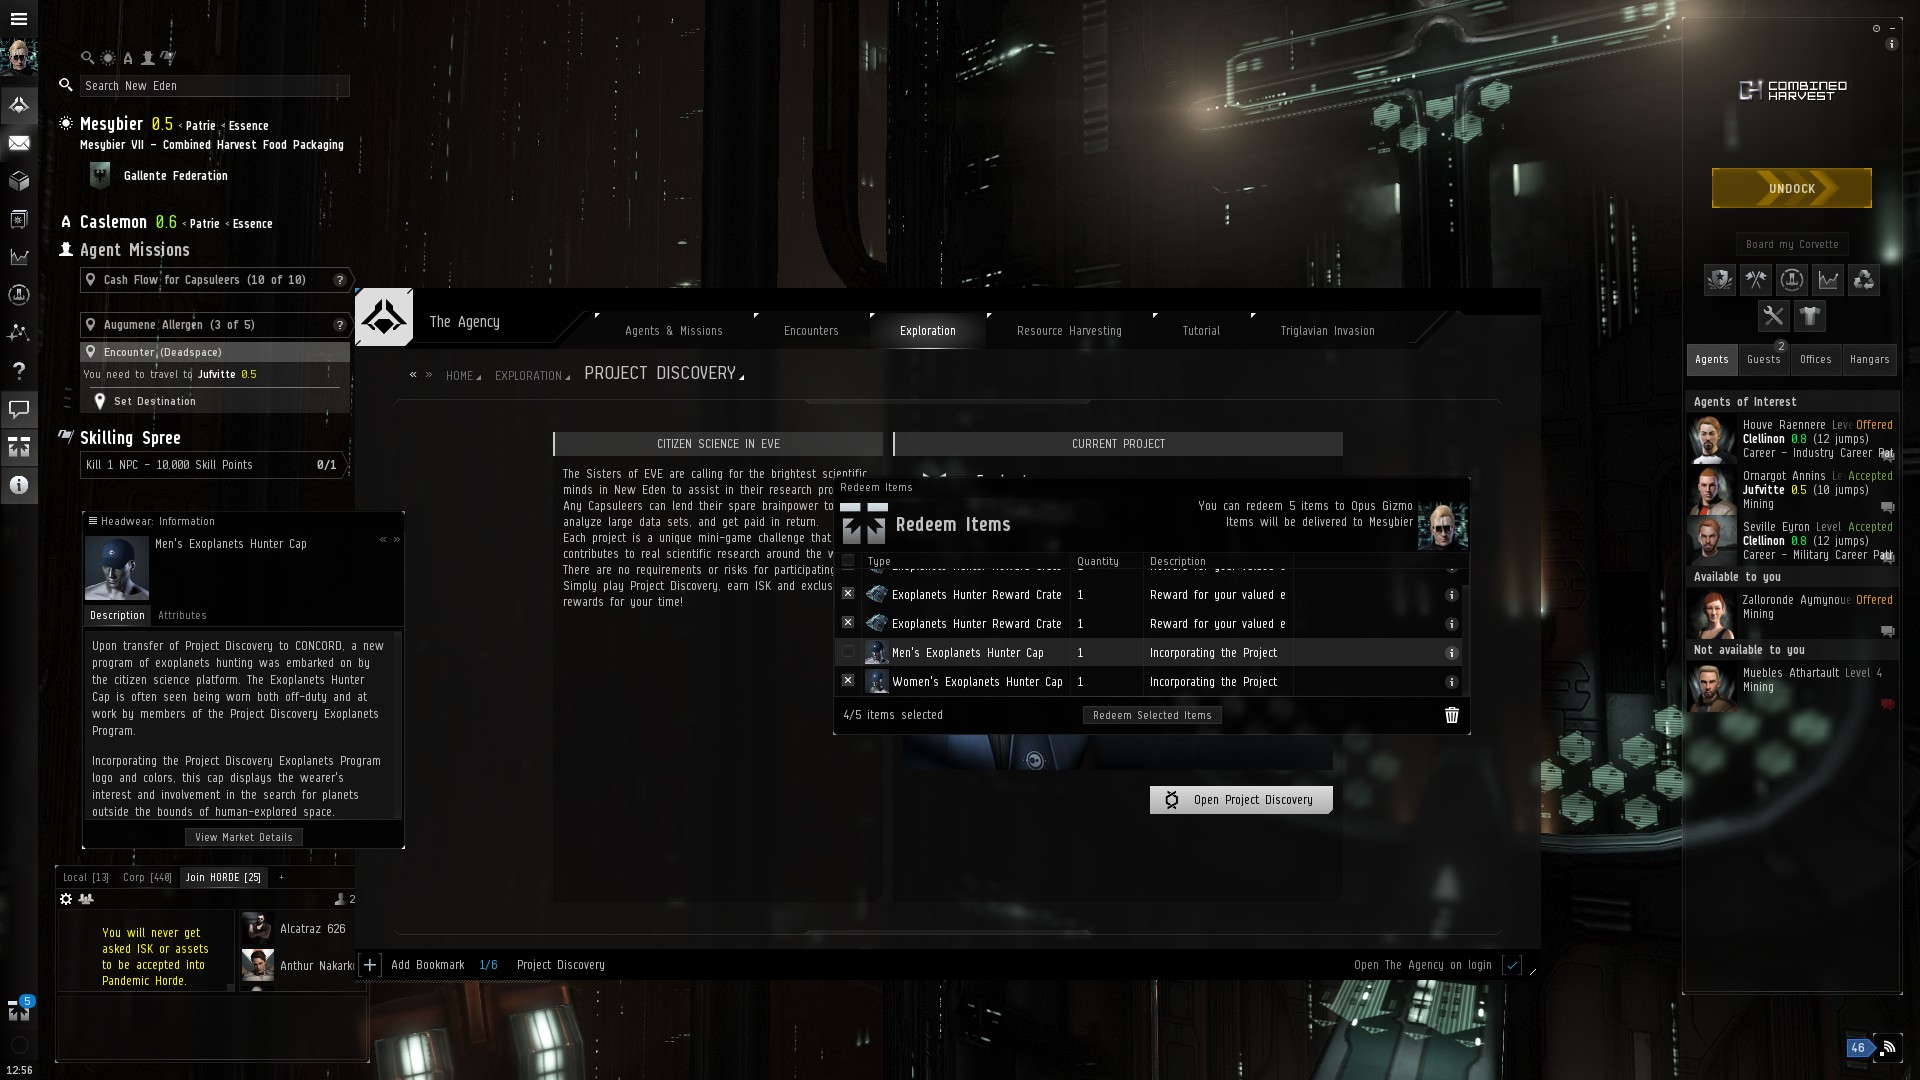 Search New Eden
Mesybier 0.5 < Patrie < Essence
Mesybier VII - Combined Harvest Food Packaging
Gallente Federation
Caslemon 0.6 < Patrie < Essence
Agent Missions
Cash Flow for Capsuleers (10 of 10)
?
Augumene Allergen (3 of 5)
?
Encounter (Deadspace)
You need to travel to Jufvitte 0.5
Set Destination
Skilling Spree
Kill 1 NPC - 10,000 Skill Points 0/1
Headwear: Information
Men's Exoplanets Hunter Cap
Description Attributes
Upon transfer of Project Discovery to CONCORD, a new
program of exoplanets hunting was embarked on by
the citizen science platform. The Exoplanets Hunter
Cap is often seen being worn both off-duty and at
work by members of the Project Discovery Exoplanets
Program.
Incorporating the Project Discovery Exoplanets Program
logo and colors, this cap displays the wearer's
interest and involvement in the search for planets
outside the bounds of human-explored space.
View Market Details
Local [13] Corp [440] Join HORDE [25] +
2
You will never get
asked ISK or assets
to be accepted into
Pandemic Horde.
Alcatraz 626
Anthur Nakark
5
12:56
The Agency
Agents & Missions Encounters Exploration Resource Harvesting Tutorial Triglavian Invasion
« » HOME EXPLORATION PROJECT DISCOVERY
CITIZEN SCIENCE IN EVE
The Sisters of EVE are calling for the brightest scientific
minds in New Eden to assist in their research pro
Any Capsuleers can lend their spare brainpower to
analyze large data sets, and get paid in return.
Each project is a unique mini-game challenge that
contributes to real scientific research around the w
There are no requirements or risks for participating
Simply play Project Discovery, earn ISK and exclus
rewards for your time!
CURRENT PROJECT
Redeem Items
Redeem Items
You can redeem 5 items to Opus Gizmo
Items will be delivered to Mesybier
Type Quantity Description
Exoplanets Hunter Reward Crate 1 Reward for your valued e
Exoplanets Hunter Reward Crate 1 Reward for your valued e
Exoplanets Hunter Reward Crate 1 Reward for your valued e
Men's Exoplanets Hunter Cap 1 Incorporating the Project
Women's Exoplanets Hunter Cap 1 Incorporating the Project
4/5 items selected
Redeem Selected Items
Open Project Discovery
Add Bookmark 1/6 Project Discovery
Open The Agency on login
COMBINED
HARVEST
UNDOCK
Board my Corvette
2
Agents Guests Offices Hangars
Agents of Interest
Houve Raennere Leve Offered
Clellinon 0.8 (12 jumps)
Career - Industry Career Pat
Ornargot Annins Le Accepted
Jufvitte 0.5 (10 jumps)
Mining
Seville Eyron Level Accepted
Clellinon 0.8 (12 jumps)
Career - Military Career Path
Available to you
Zalloronde Aymynoue Offered
Mining
Not available to you
Muebles Athartault Level 4
Mining
46